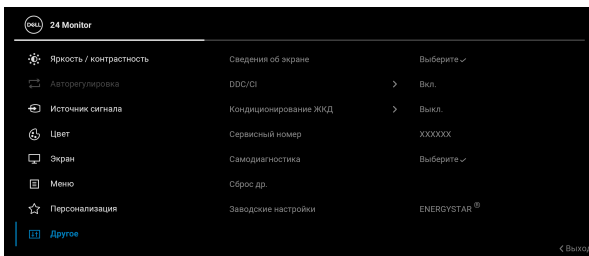 DELL 24 Monitor
Яркость / контрастность Сведения об экране Выберите ✓
Авторегулировка DDC/CI > Вкл.
Источник сигнала Кондиционирование ЖКД > Выкл.
Цвет Сервисный номер XXXXXX
Экран Самодиагностика Выберите ✓
Меню Сброс др.
Персонализация Заводские настройки ENERGYSTAR ®
Другое
< Выход